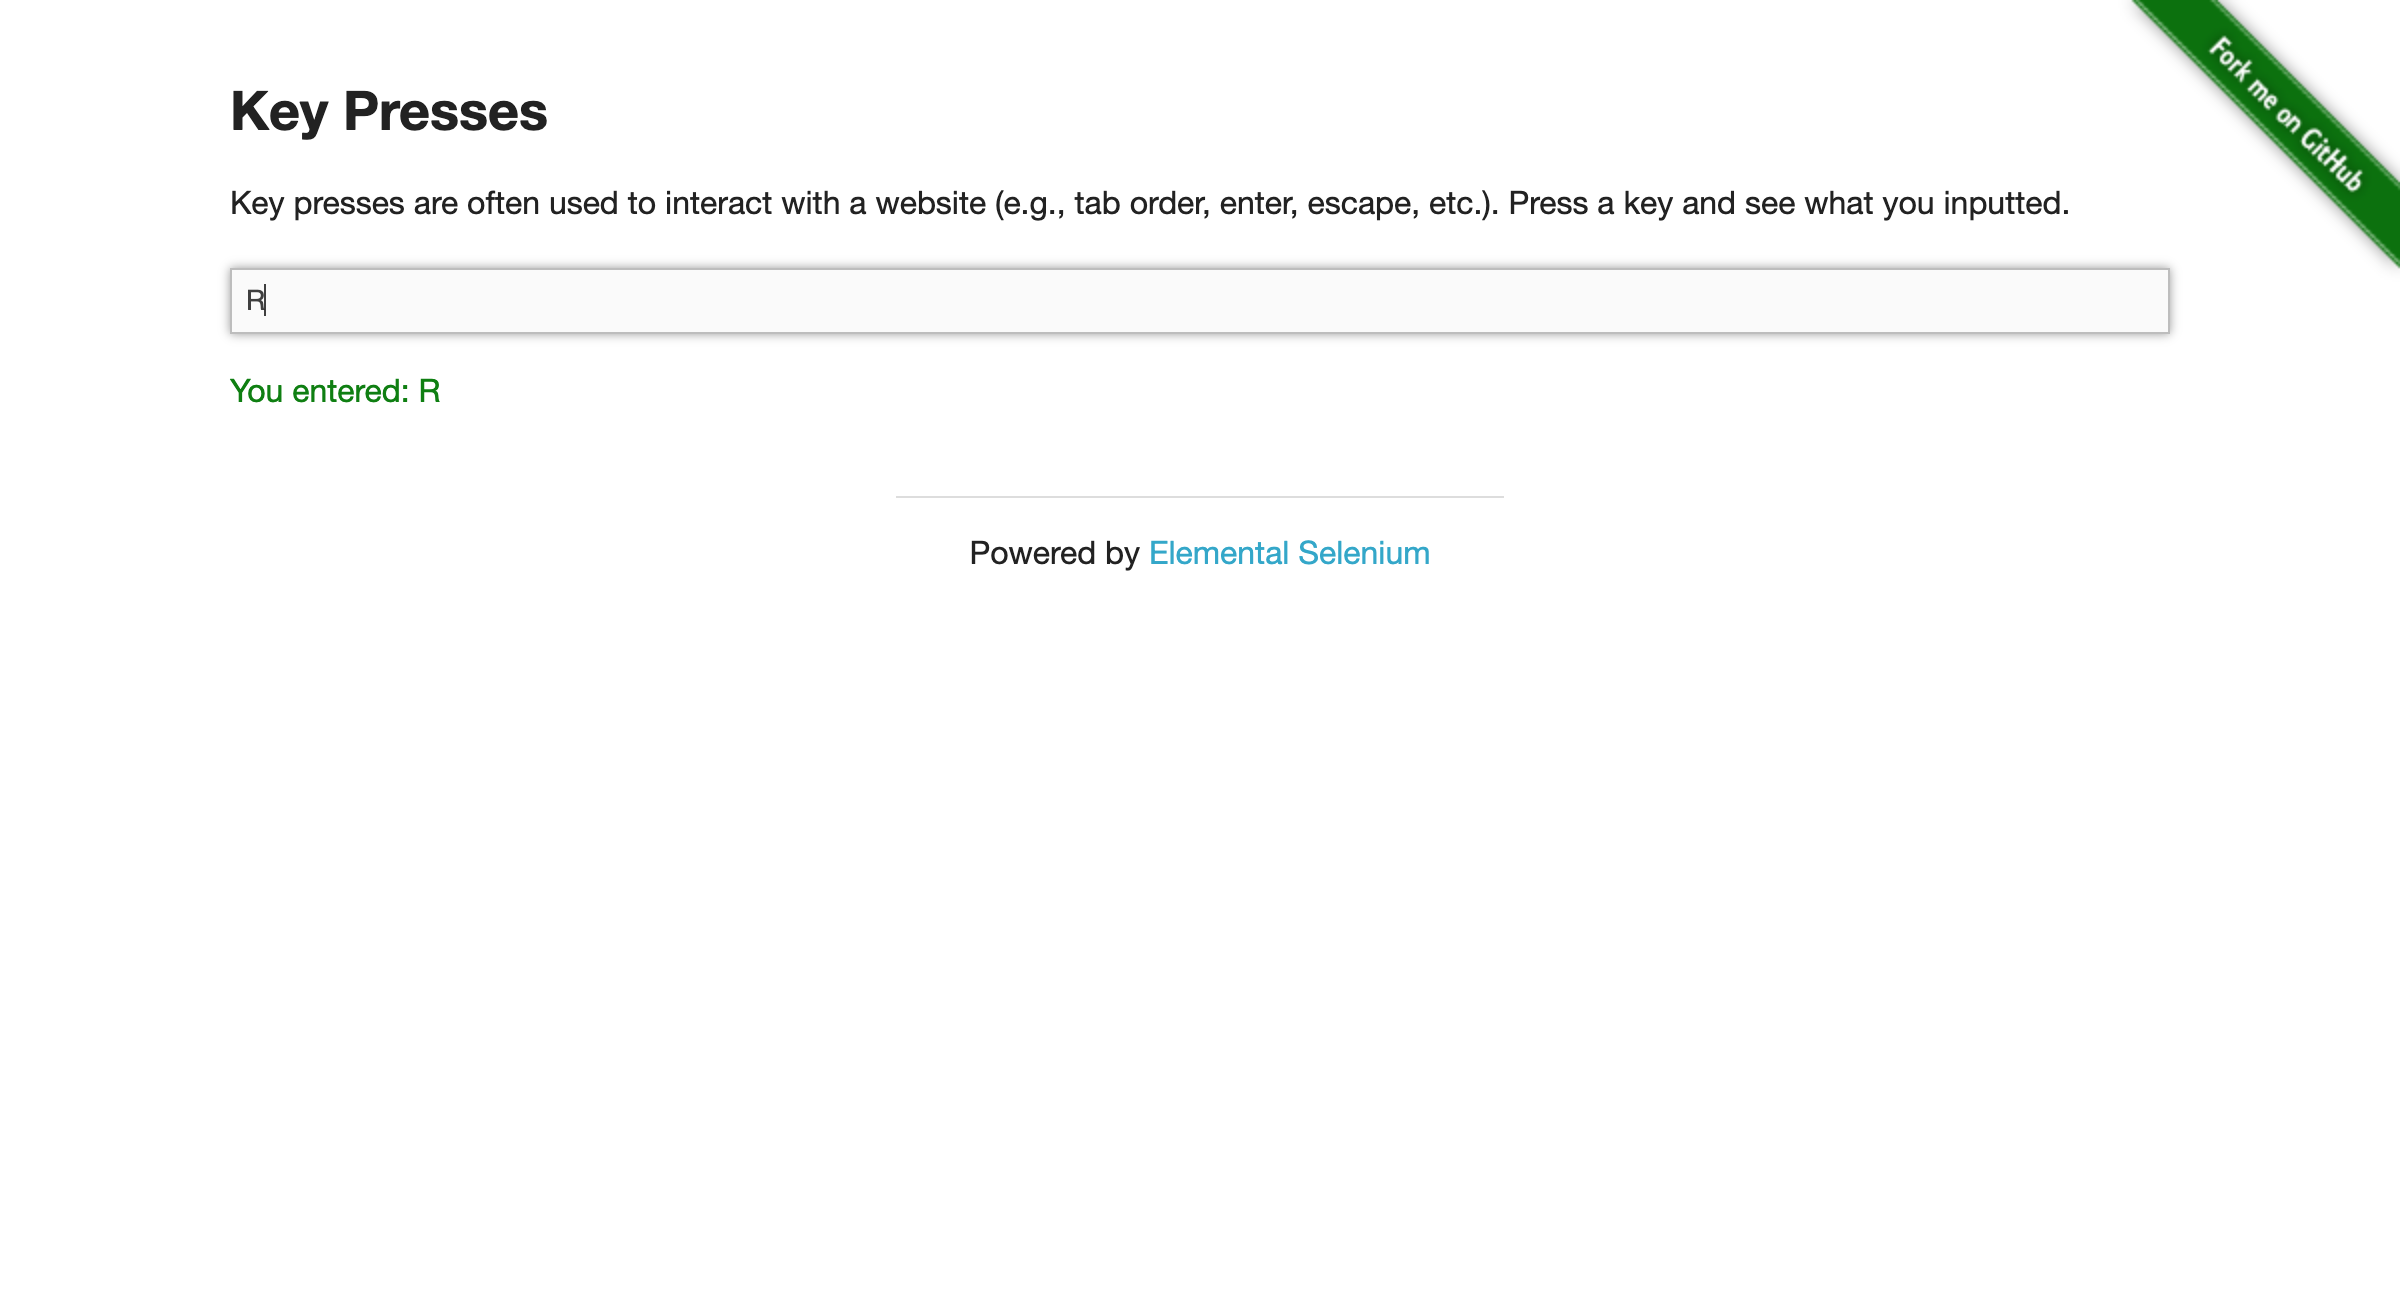 Fork me on GitHub
Key Presses
Key presses are often used to interact with a website (e.g., tab order, enter, escape, etc.). Press a key and see what you inputted.
R
You entered: R
Powered by Elemental Selenium